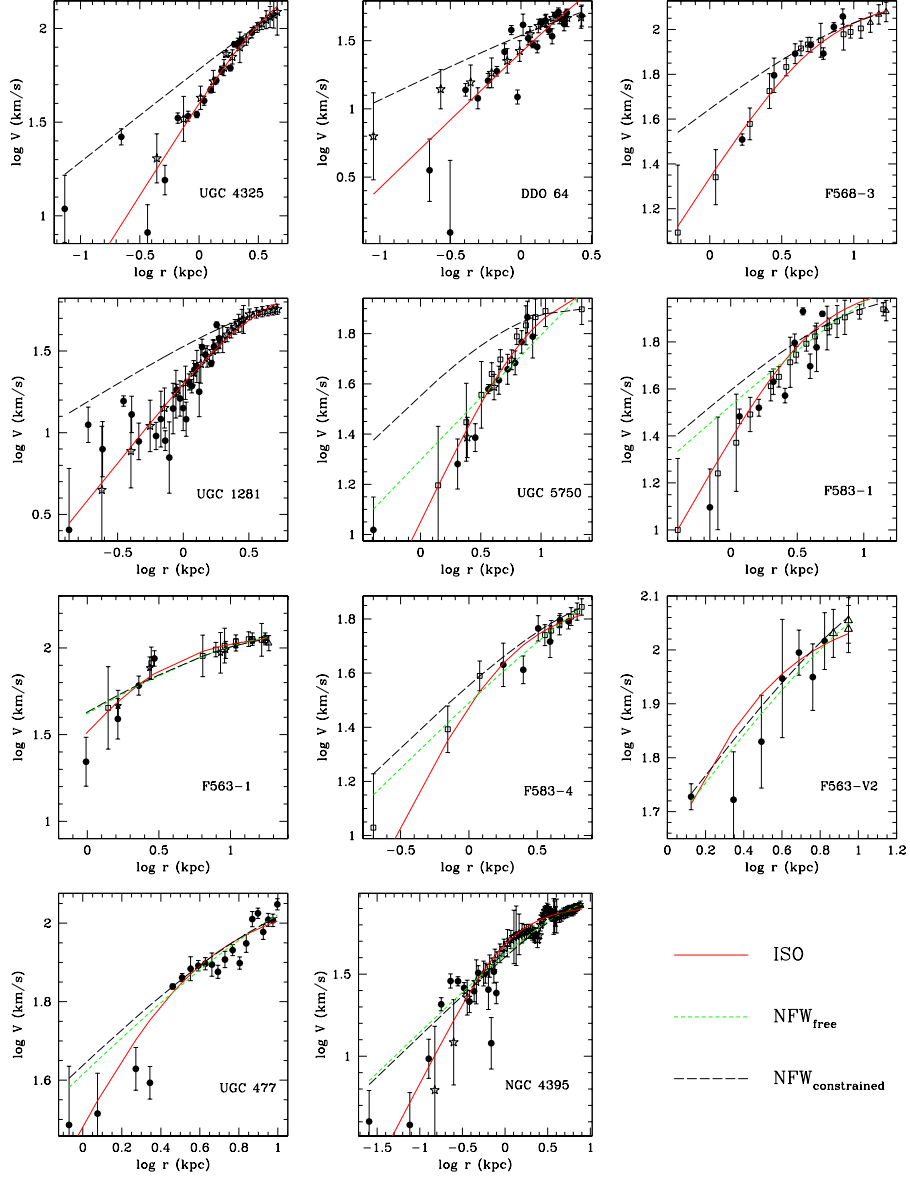 2
1.5
1
log V (km/s)
UGC 4325
−1
−0.5
0
0.5
log r (kpc)
1.5
1
0.5
log V (km/s)
DDO 64
−1
−0.5
0
0.5
log r (kpc)
2
1.8
1.6
1.4
1.2
log V (km/s)
F568−3
0
0.5
1
log r (kpc)
1.5
1
0.5
log V (km/s)
UGC 1281
−0.5
0
0.5
log r (kpc)
1.8
1.6
1.4
1.2
1
log V (km/s)
UGC 5750
0
0.5
1
log r (kpc)
1.8
1.6
1.4
1.2
1
log V (km/s)
F583−1
0
0.5
1
log r (kpc)
2
1.5
1
log V (km/s)
F563−1
0
0.5
1
log r (kpc)
1.8
1.6
1.4
1.2
1
log V (km/s)
F583−4
−0.5
0
0.5
log r (kpc)
2.1
2
1.9
1.8
1.7
log V (km/s)
F563−V2
0
0.2
0.4
0.6
0.8
1
1.2
log r (kpc)
2
1.8
1.6
log V (km/s)
UGC 477
0
0.2
0.4
0.6
0.8
1
log r (kpc)
1.5
1
log V (km/s)
NGC 4395
−1.5
−1
−0.5
0
0.5
1
log r (kpc)
ISO
NFWfree
NFWconstrained